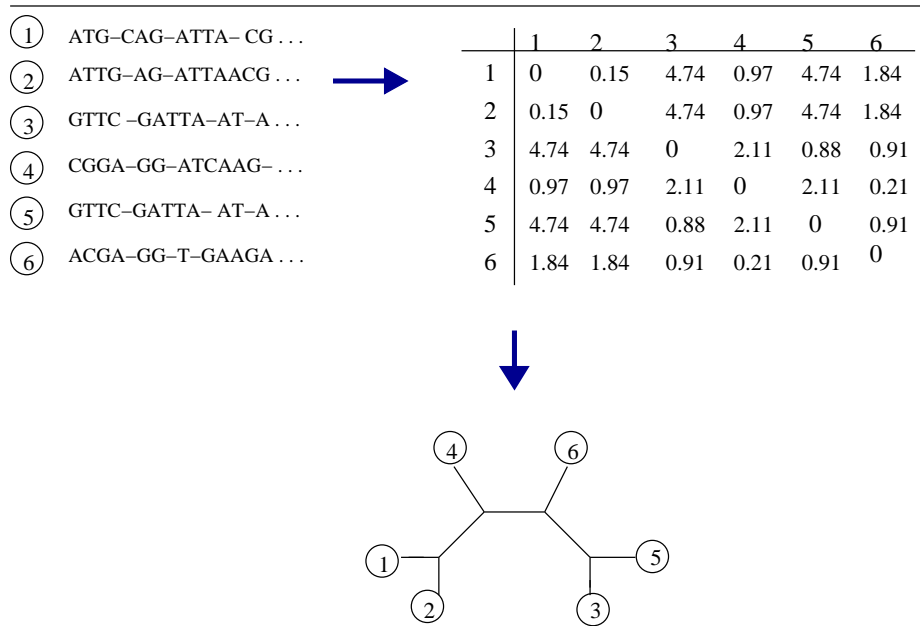 1 ATG–CAG–ATTA– CG . . .
2 ATTG–AG–ATTAACG . . .
3 GTTC –GATTA–AT–A . . .
4 CGGA–GG–ATCAAG– . . .
5 GTTC–GATTA– AT–A . . .
6 ACGA–GG–T–GAAGA . . .
1 2 3 4 5 6
1 0 0.15 4.74 0.97 4.74 1.84
2 0.15 0 4.74 0.97 4.74 1.84
3 4.74 4.74 0 2.11 0.88 0.91
4 0.97 0.97 2.11 0 2.11 0.21
5 4.74 4.74 0.88 2.11 0 0.91
6 1.84 1.84 0.91 0.21 0.91 0
4 6
1 5
2 3